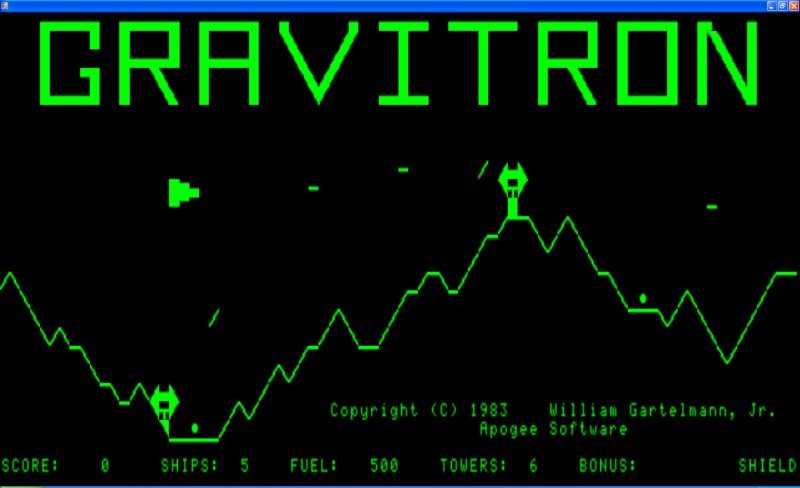 GRAVITRON
Copyright (C) 1983 William Gartelmann, Jr.
Apogee Software
SCORE: 0 SHIPS: 5 FUEL: 500 TOWERS: 6 BONUS: SHIELD